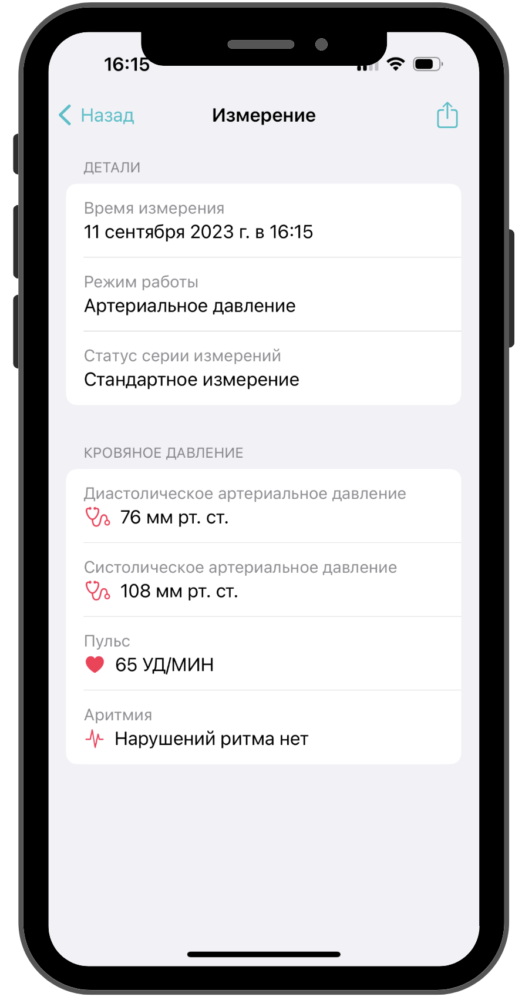 16:15
Назад
Измерение
ДЕТАЛИ
Время измерения
11 сентября 2023 г. в 16:15
Режим работы
Артериальное давление
Статус серии измерений
Стандартное измерение
КРОВЯНОЕ ДАВЛЕНИЕ
Диастолическое артериальное давление
76 мм рт. ст.
Систолическое артериальное давление
108 мм рт. ст.
Пульс
65 УД/МИН
Аритмия
Нарушений ритма нет